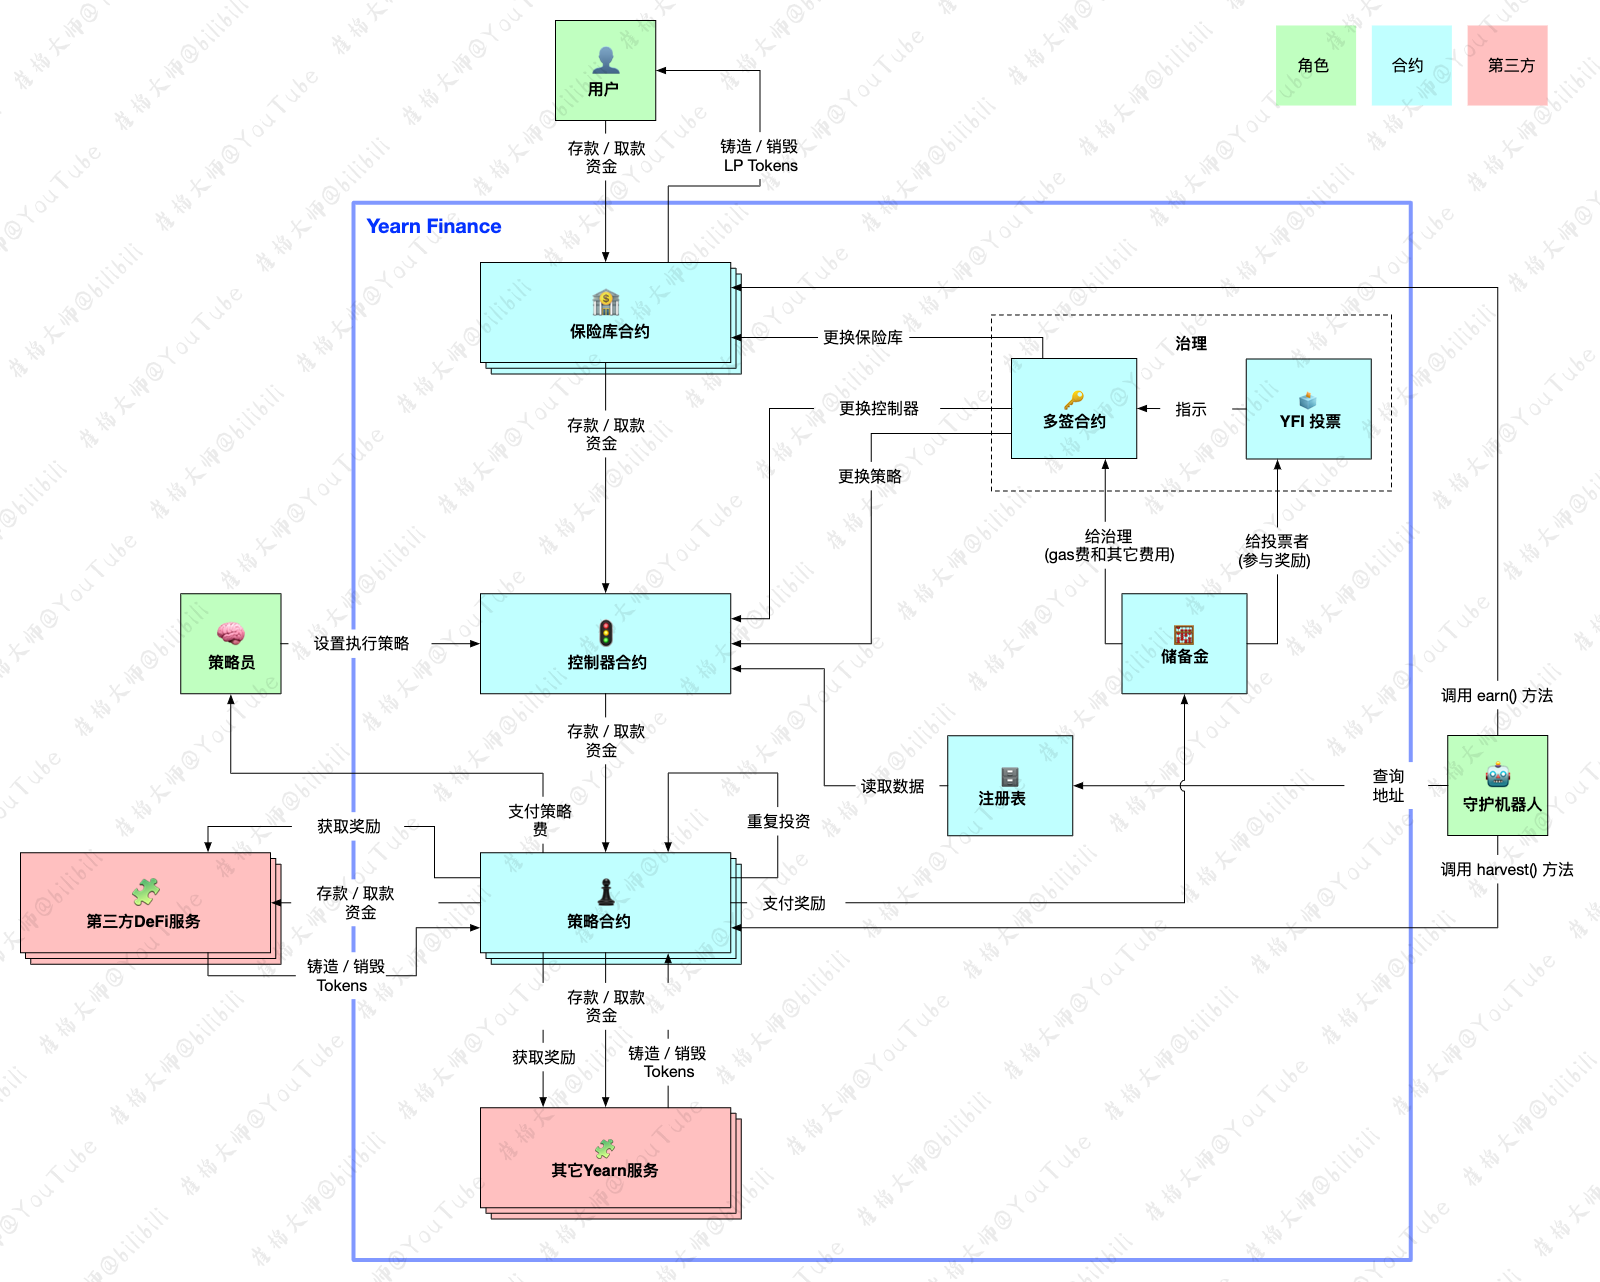 用户
角色
合约
第三方
存款 / 取款
资金
铸造 / 销毁
LP Tokens
Yearn Finance
保险库合约
更换保险库
治理
多签合约
指示
YFI 投票
更换控制器
更换策略
存款 / 取款
资金
给治理
(gas费和其它费用)
给投票者
(参与奖励)
策略员
设置执行策略
控制器合约
储备金
调用 earn() 方法
存款 / 取款
资金
读取数据
注册表
查询
地址
守护机器人
支付策略
费
重复投资
获取奖励
调用 harvest() 方法
第三方DeFi服务
存款 / 取款
资金
策略合约
支付奖励
铸造 / 销毁
Tokens
存款 / 取款
资金
获取奖励
铸造 / 销毁
Tokens
其它Yearn服务